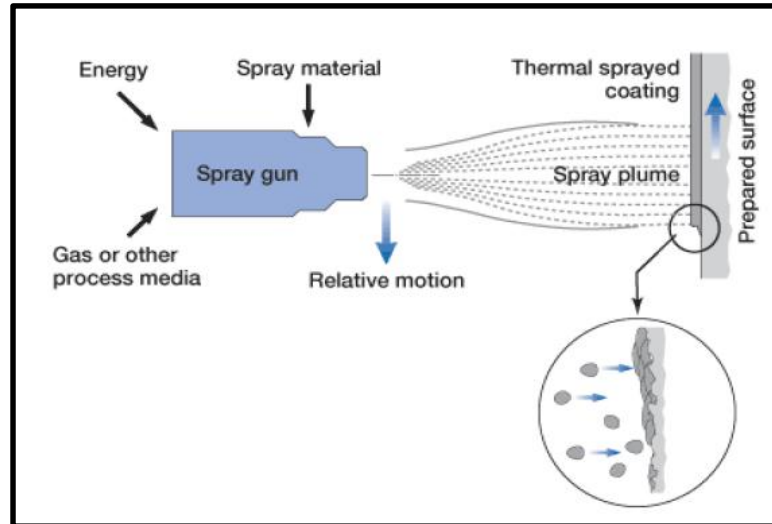 Energy
Spray material
Thermal sprayed
coating
Spray gun
Spray plume
Prepared surface
Gas or other
process media
Relative motion